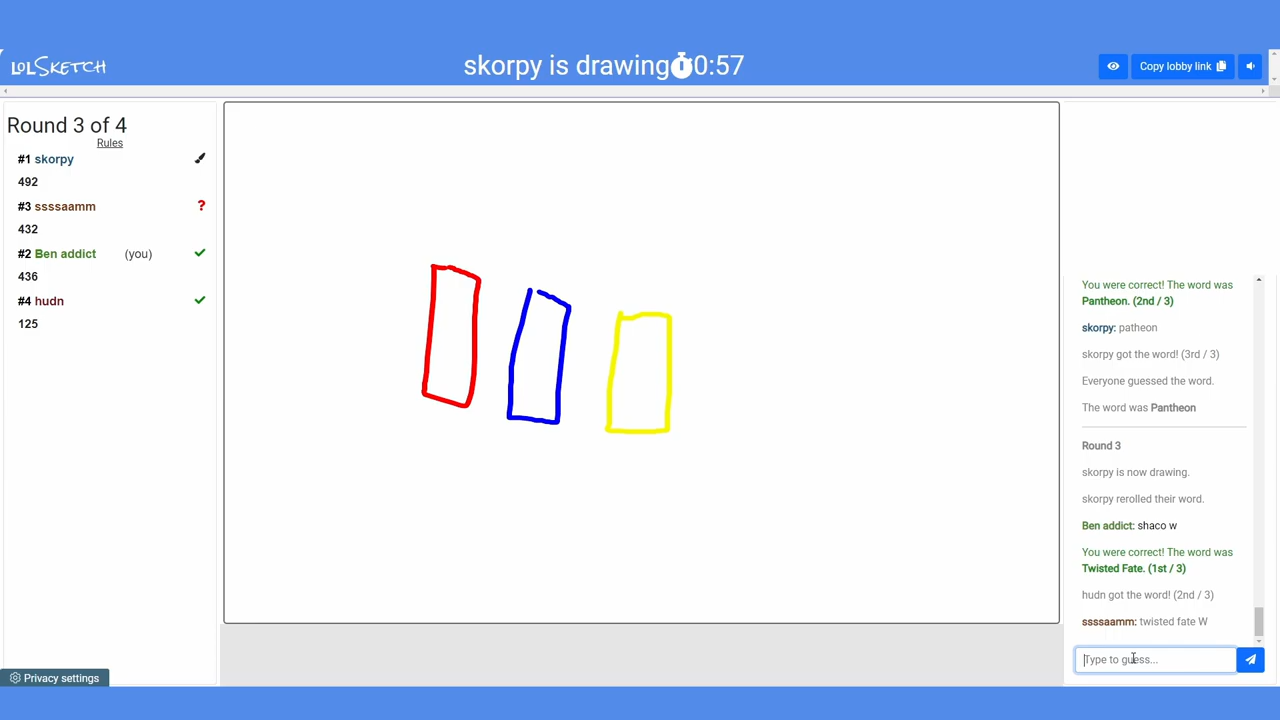 LOLSKETCH
skorpy is drawing 0:57
Copy lobby link
Round 3 of 4
Rules
#1 skorpy
492
#3 ssssaamm ?
432
#2 Ben addict (you)
436
#4 hudn
125
You were correct! The word was
Pantheon. (2nd / 3)
skorpy: patheon
skorpy got the word! (3rd / 3)
Everyone guessed the word.
The word was Pantheon
Round 3
skorpy is now drawing.
skorpy rerolled their word.
Ben addict: shaco w
You were correct! The word was
Twisted Fate. (1st / 3)
hudn got the word! (2nd / 3)
ssssaamm: twisted fate W
Type to guess...
Privacy settings